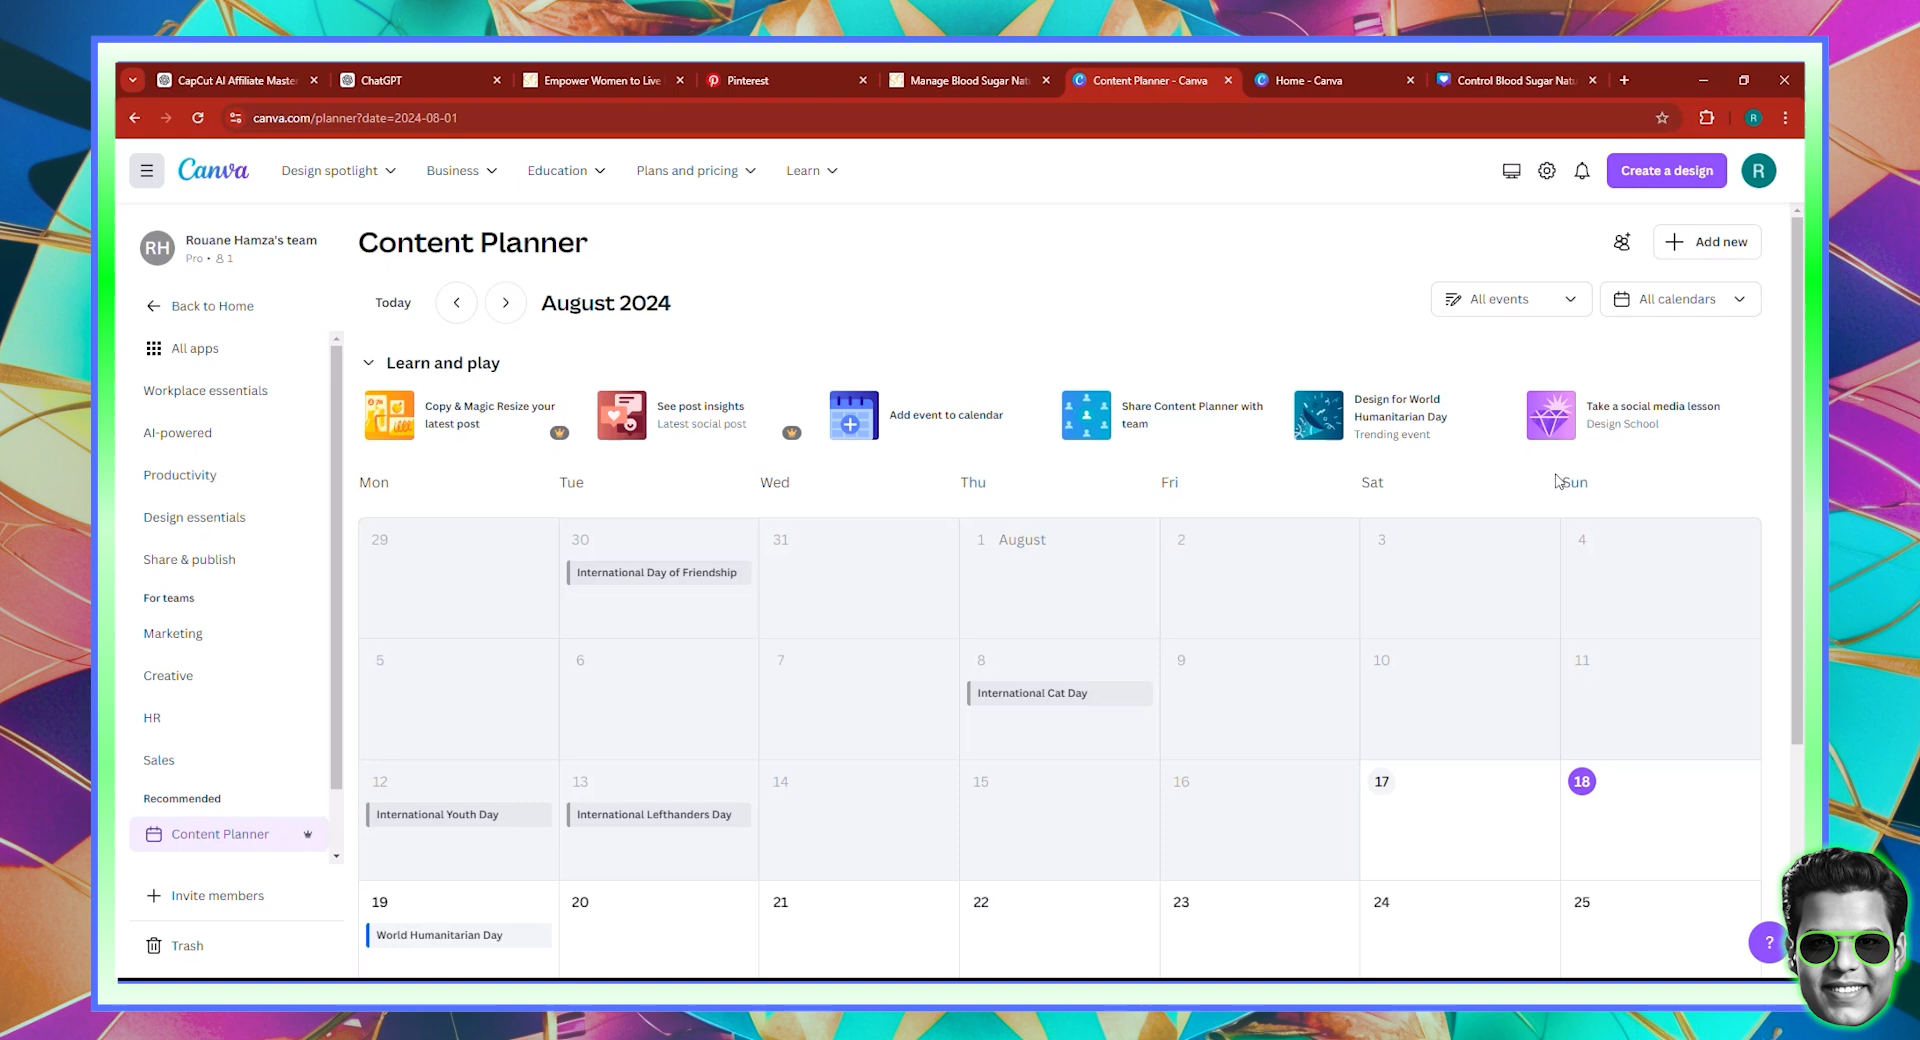 CapCut AI Affiliate Master
ChatGPT
Empower Women to Live
Pinterest
Manage Blood Sugar Natu
Content Planner - Canva
Home - Canva
Control Blood Sugar Natu
canva.com/planner?date=2024-08-01
R
Canva
Design spotlight
Business
Education
Plans and pricing
Learn
Create a design
R
RH
Rouane Hamza's team
Pro • 1
Content Planner
Add new
Back to Home
Today
August 2024
All events
All calendars
All apps
Learn and play
Workplace essentials
Copy & Magic Resize your
latest post
See post insights
Latest social post
Add event to calendar
Share Content Planner with
team
Design for World
Humanitarian Day
Trending event
Take a social media lesson
Design School
AI-powered
Productivity
Mon Tue Wed Thu Fri Sat Sun
Design essentials
29 30 31 1 August 2 3 4
Share & publish
International Day of Friendship
For teams
Marketing
5 6 7 8 9 10 11
Creative
International Cat Day
HR
Sales
12 13 14 15 16 17 18
Recommended
International Youth Day
International Lefthanders Day
Content Planner
Invite members
19 20 21 22 23 24 25
World Humanitarian Day
Trash
?